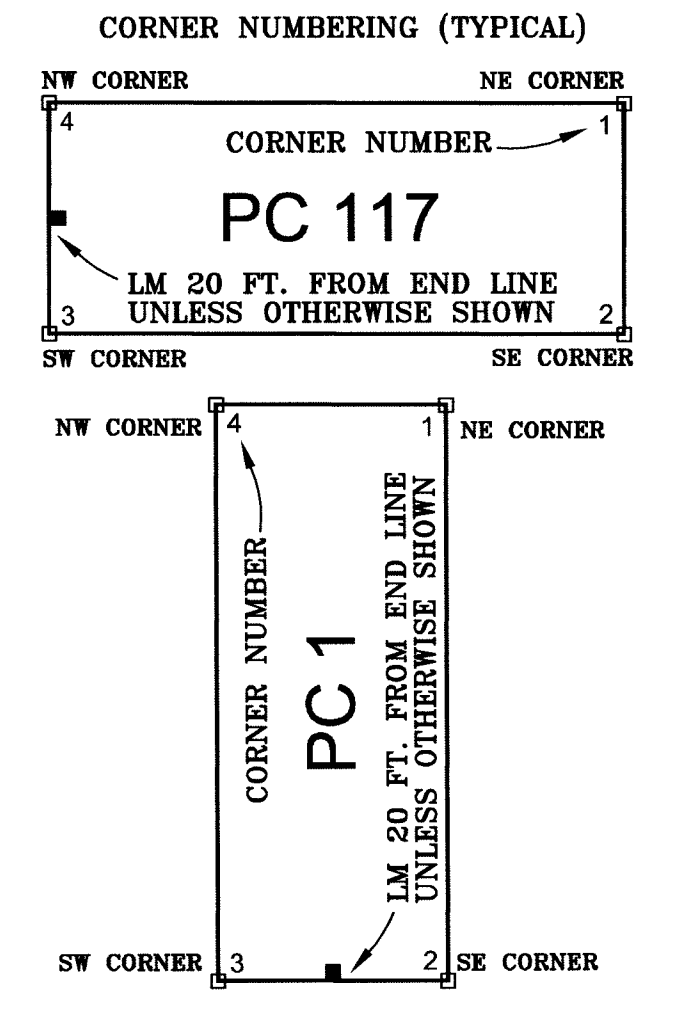 CORNER NUMBERING (TYPICAL)
NW CORNER
NE CORNER
4
CORNER NUMBER
1
PC 117
LM 20 FT. FROM END LINE
UNLESS OTHERWISE SHOWN
3
2
SW CORNER
SE CORNER
NW CORNER
4
1
NE CORNER
CORNER NUMBER
PC 1
LM 20 FT. FROM END LINE
UNLESS OTHERWISE SHOWN
SW CORNER
3
2
SE CORNER